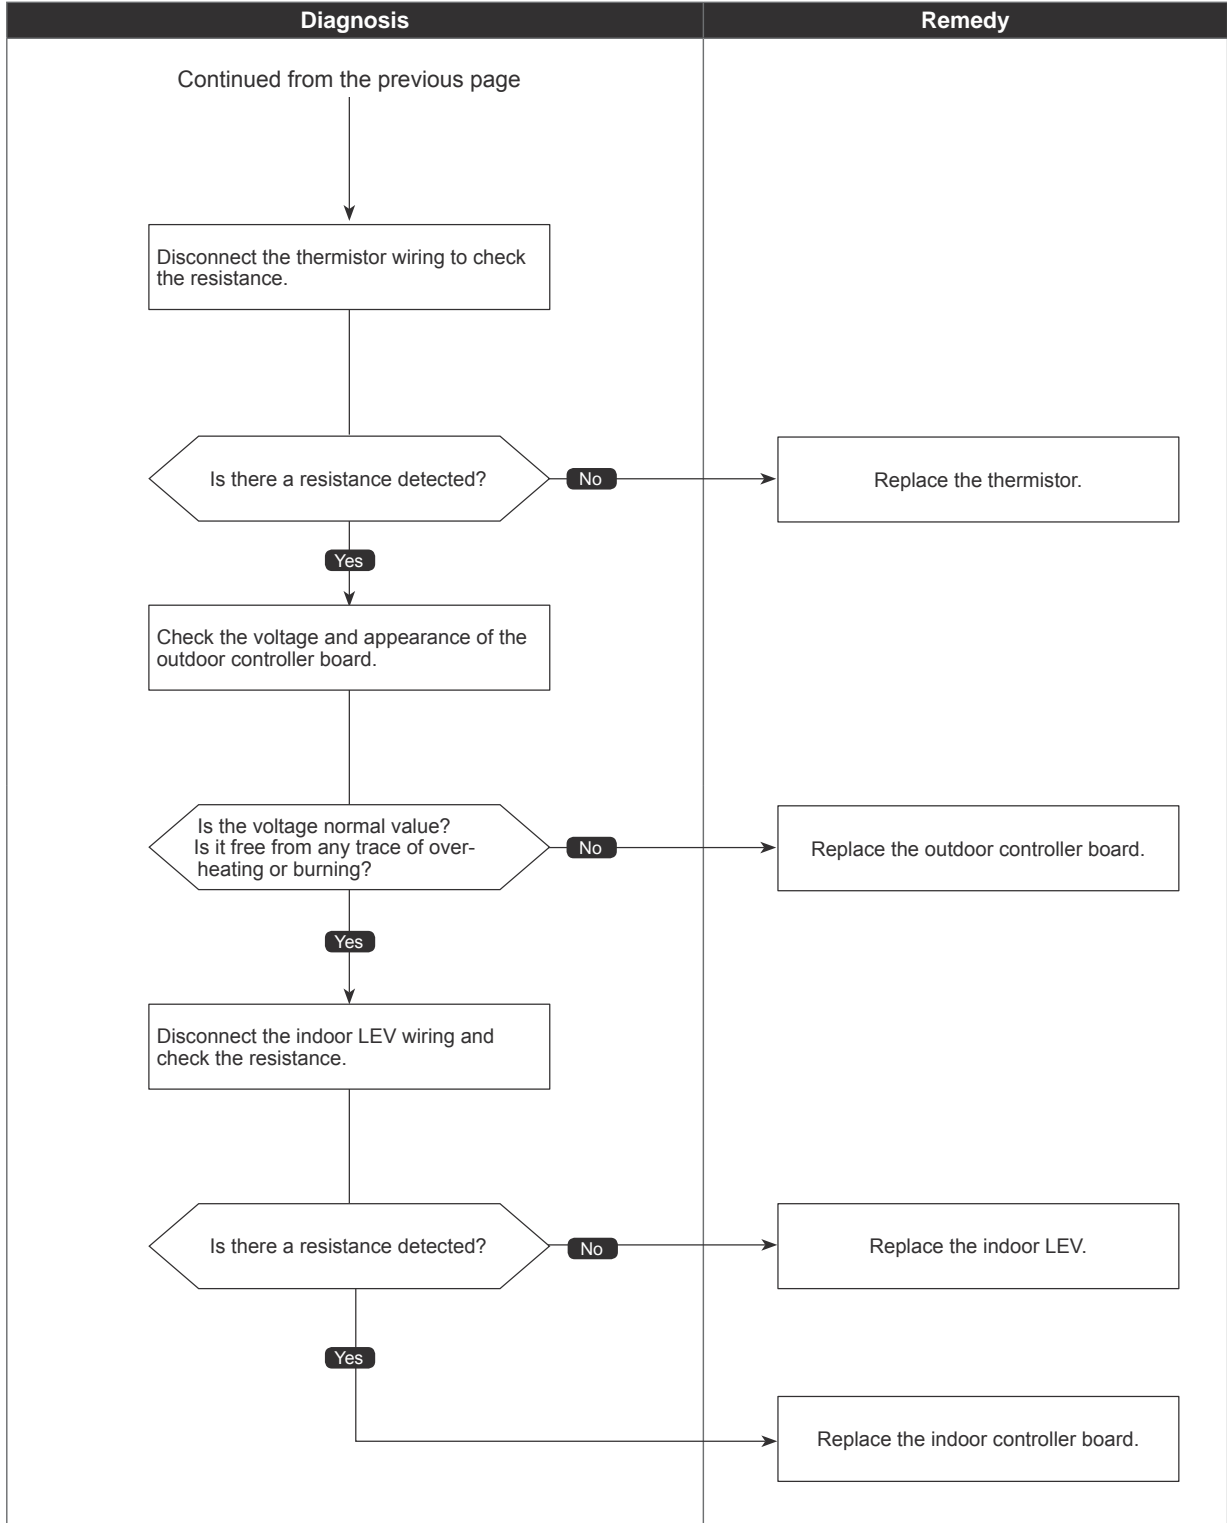 Diagnosis
Remedy
Continued from the previous page
Disconnect the thermistor wiring to check
the resistance.
Is there a resistance detected?
No
Replace the thermistor.
Yes
Check the voltage and appearance of the
outdoor controller board.
Is the voltage normal value?
Is it free from any trace of over-
heating or burning?
No
Replace the outdoor controller board.
Yes
Disconnect the indoor LEV wiring and
check the resistance.
Is there a resistance detected?
No
Replace the indoor LEV.
Yes
Replace the indoor controller board.